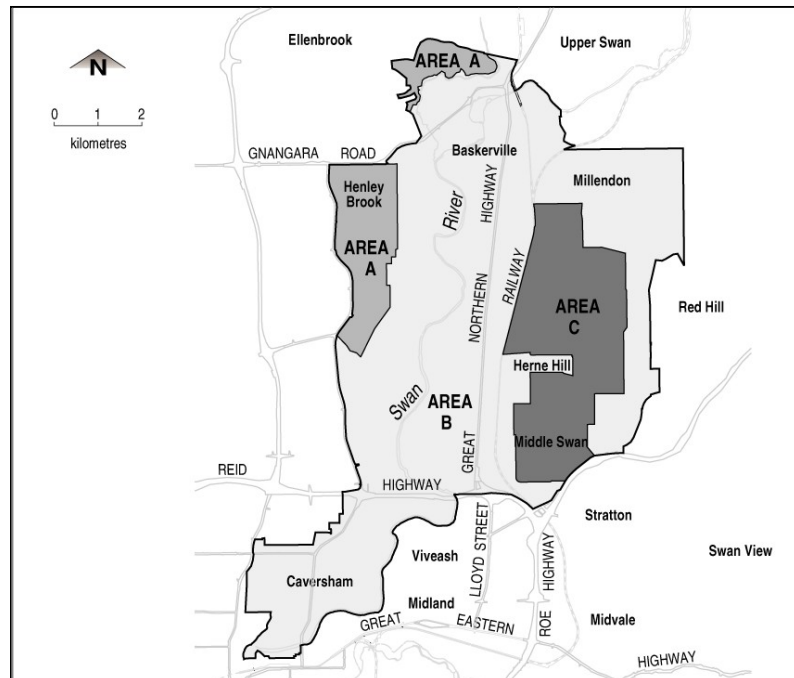 Ellenbrook
Upper Swan
AREA A
N
0 1 2
kilometres
GNANGARA ROAD
Baskerville
Henley
Brook
Millendon
River
HIGHWAY
AREA
A
RAILWAY
AREA
C
Red Hill
NORTHERN
Herne Hill
Swan
AREA
B
Middle Swan
GREAT
REID
HIGHWAY
Stratton
LLOYD STREET
Viveash
HIGHWAY
Swan View
Caversham
Midland
ROE
Midvale
GREAT EASTERN
HIGHWAY